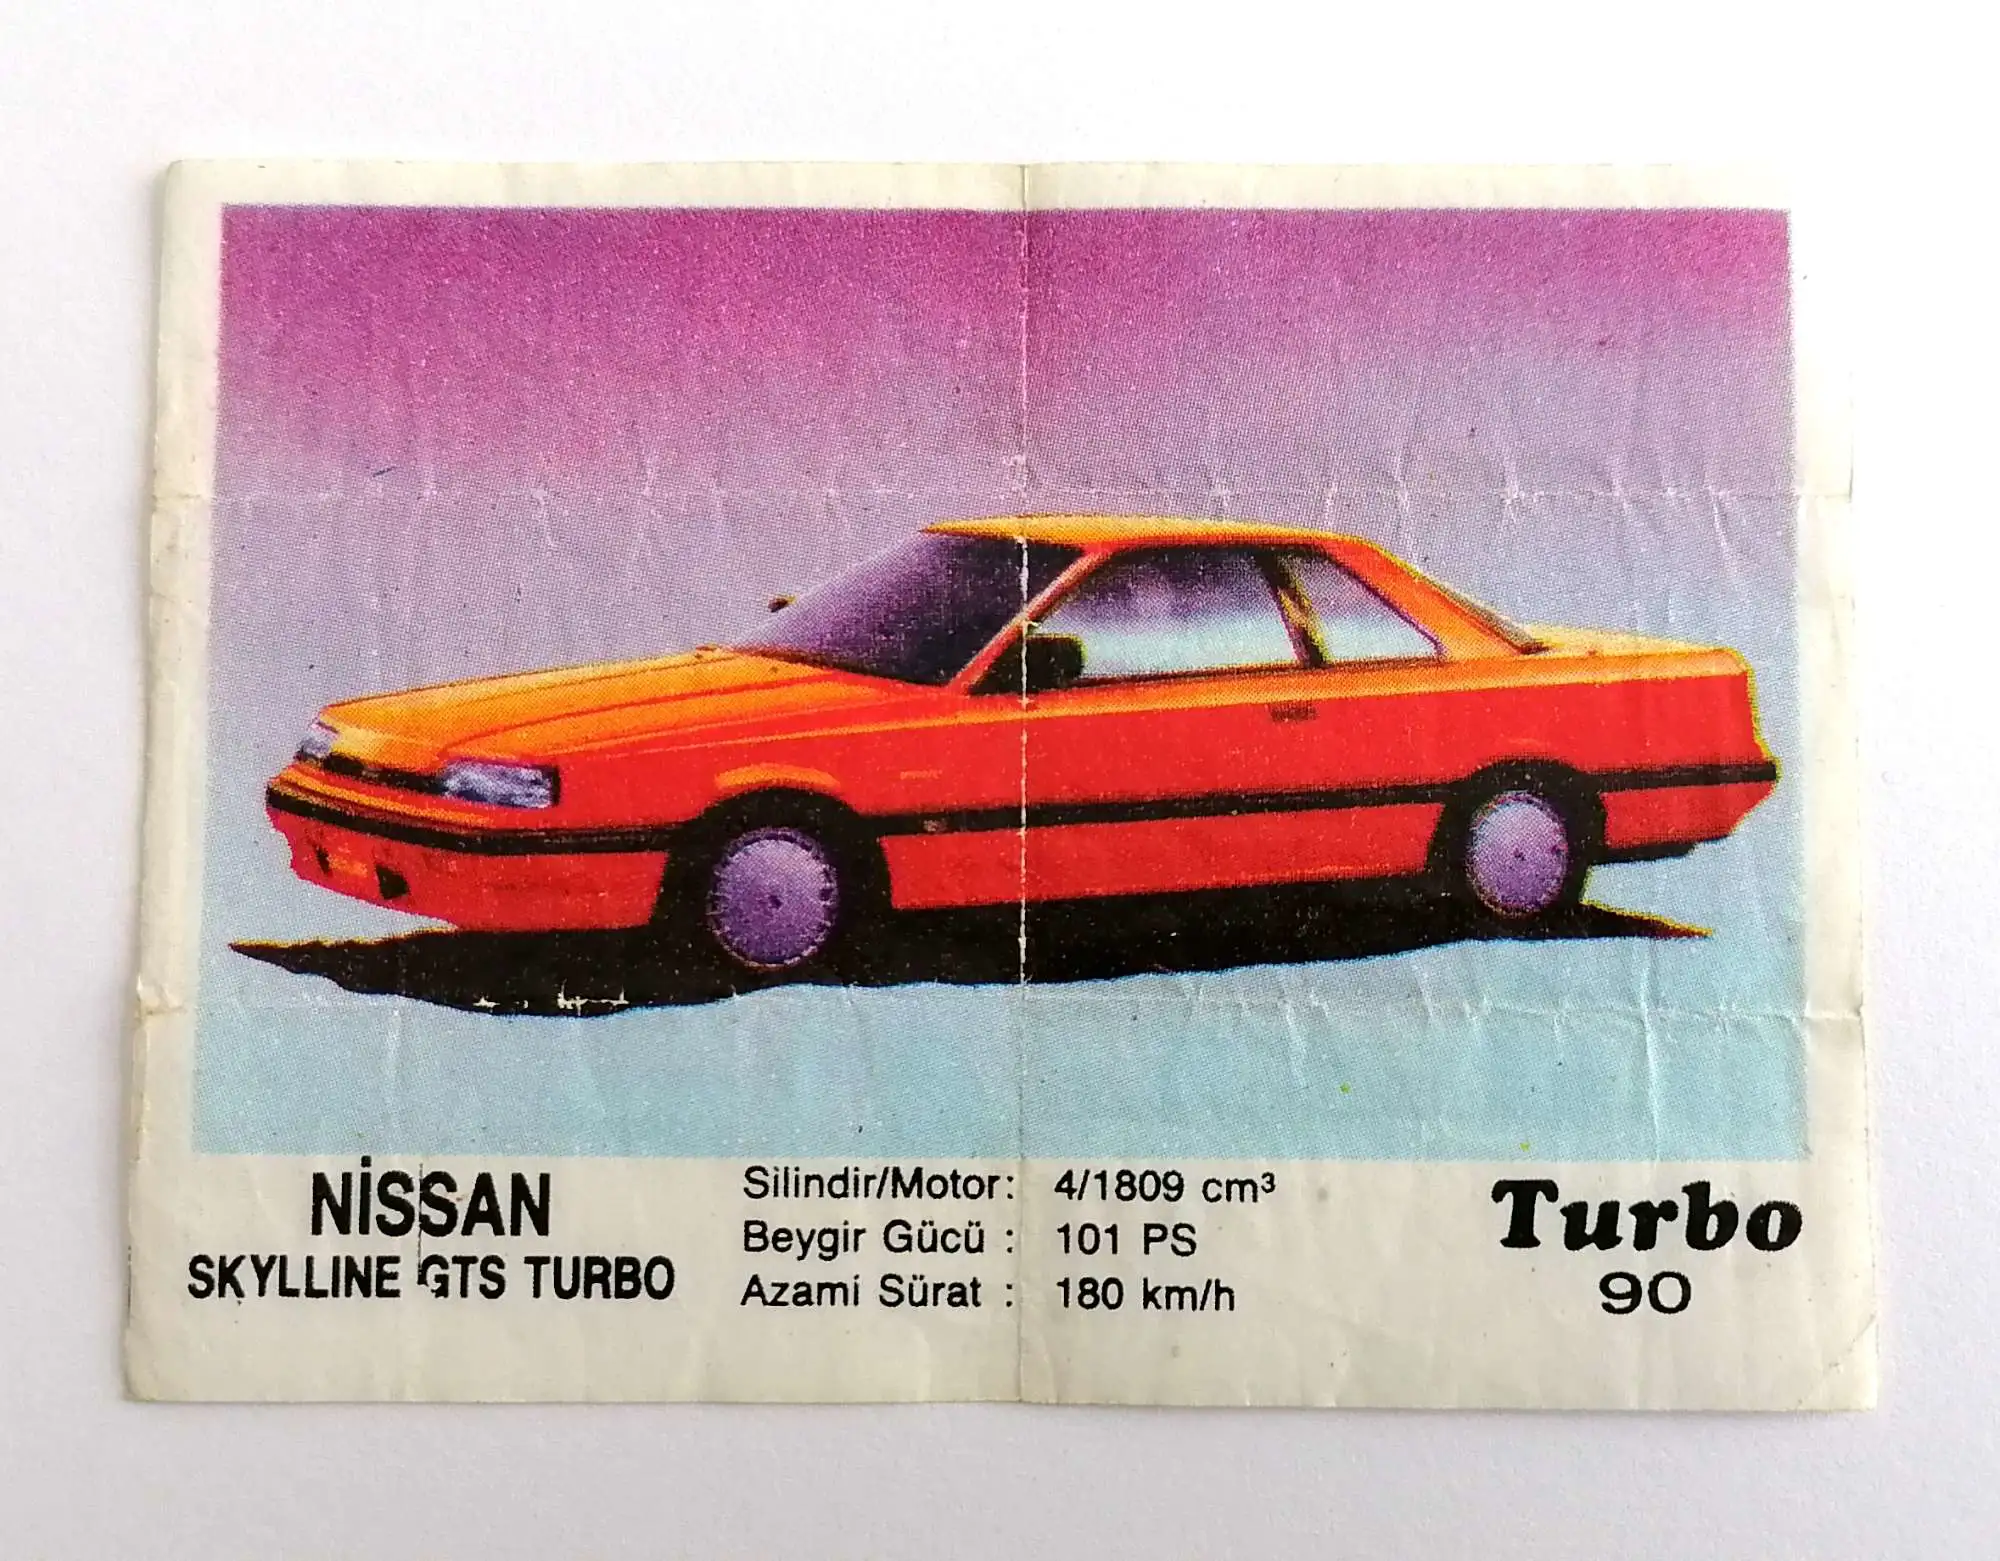 NİSSAN
SKYLLINE GTS TURBO
Silindir/Motor: 4/1809 cm³
Beygir Gücü : 101 PS
Azami Sürat : 180 km/h
Turbo
90